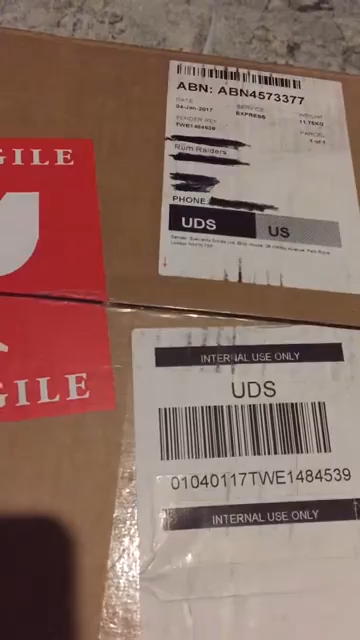 ABN: ABN4573377
DATE SERVICE WEIGHT
04-Jan-2017 EXPRESS 11.75KG
SENDER REF PARCEL
TWE1484539 1 of 1
Rum Raiders
PHONE
UDS US
GILE
GILE
INTERNAL USE ONLY
UDS
01040117TWE1484539
INTERNAL USE ONLY